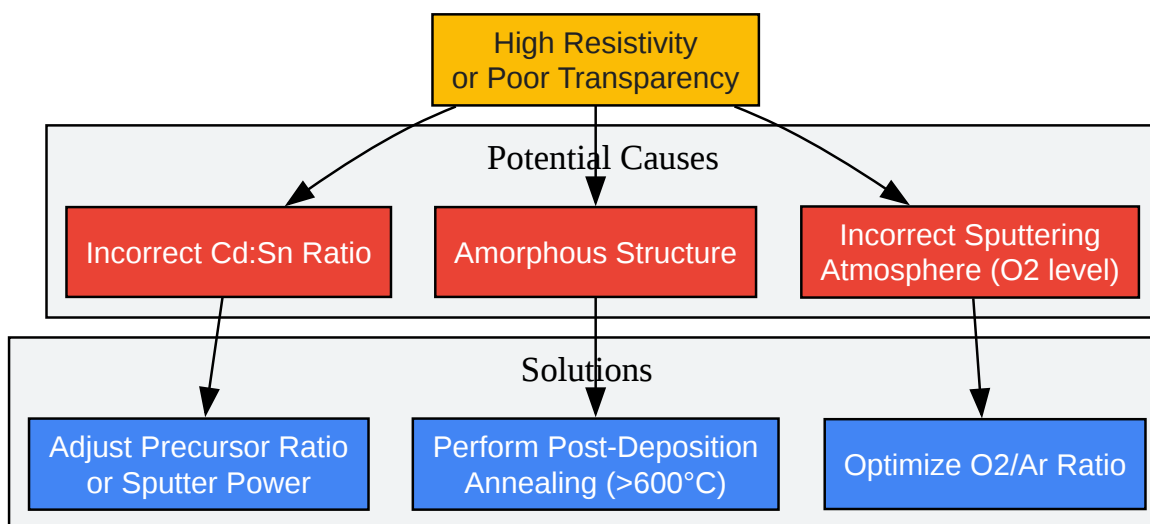 High Resistivity
or Poor Transparency
Potential Causes
Incorrect Cd:Sn Ratio
Amorphous Structure
Incorrect Sputtering
Atmosphere (O2 level)
Solutions
Adjust Precursor Ratio
or Sputter Power
Perform Post-Deposition
Annealing (>600°C)
Optimize O2/Ar Ratio